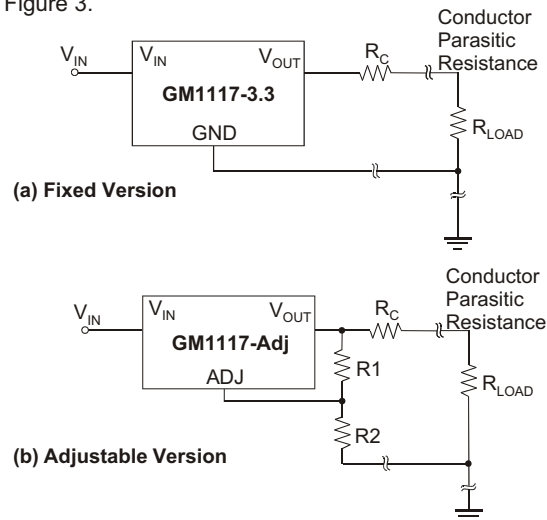 Figure 3.
Conductor
Parasitic
Resistance
V_IN
V_IN
V_OUT
R_C
GM1117-3.3
R_LOAD
GND
(a) Fixed Version
Conductor
Parasitic
Resistance
V_IN
V_IN
V_OUT
R_C
GM1117-Adj
R1
R_LOAD
ADJ
R2
(b) Adjustable Version